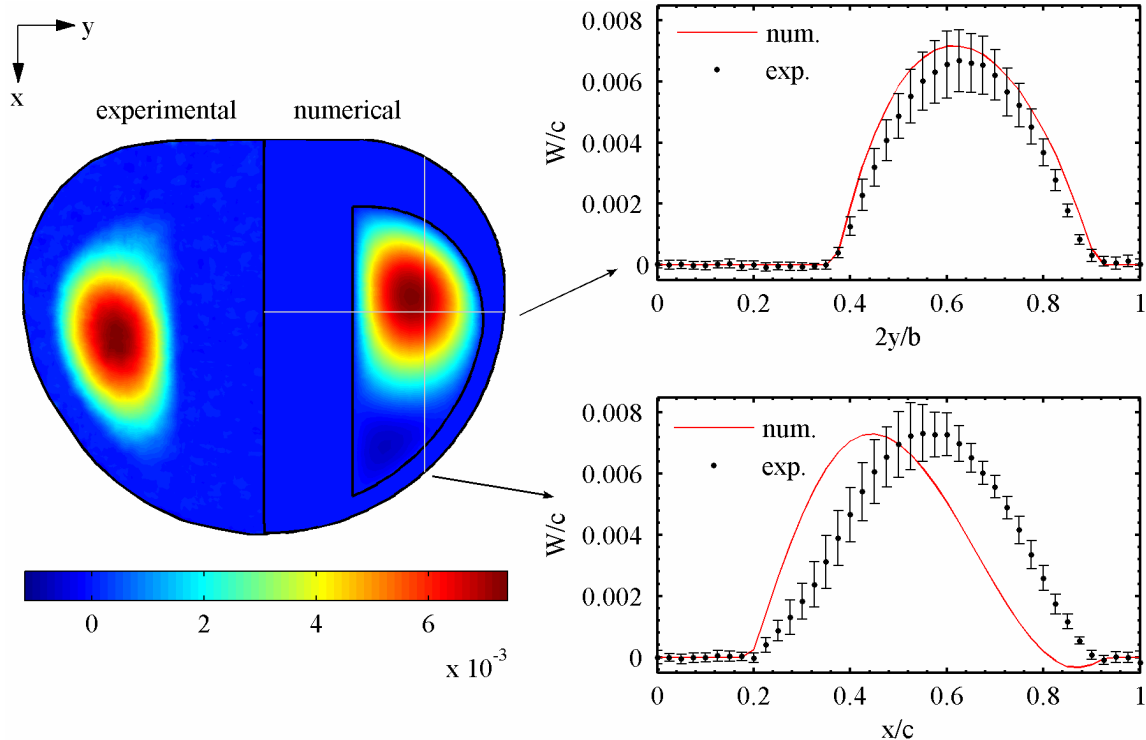 y
x
experimental numerical
0 2 4 6
x 10-3
W/c
0.008
0.006
0.004
0.002
0
num.
exp.
0 0.2 0.4 0.6 0.8 1
2y/b
W/c
0.008
0.006
0.004
0.002
0
num.
exp.
0 0.2 0.4 0.6 0.8 1
x/c